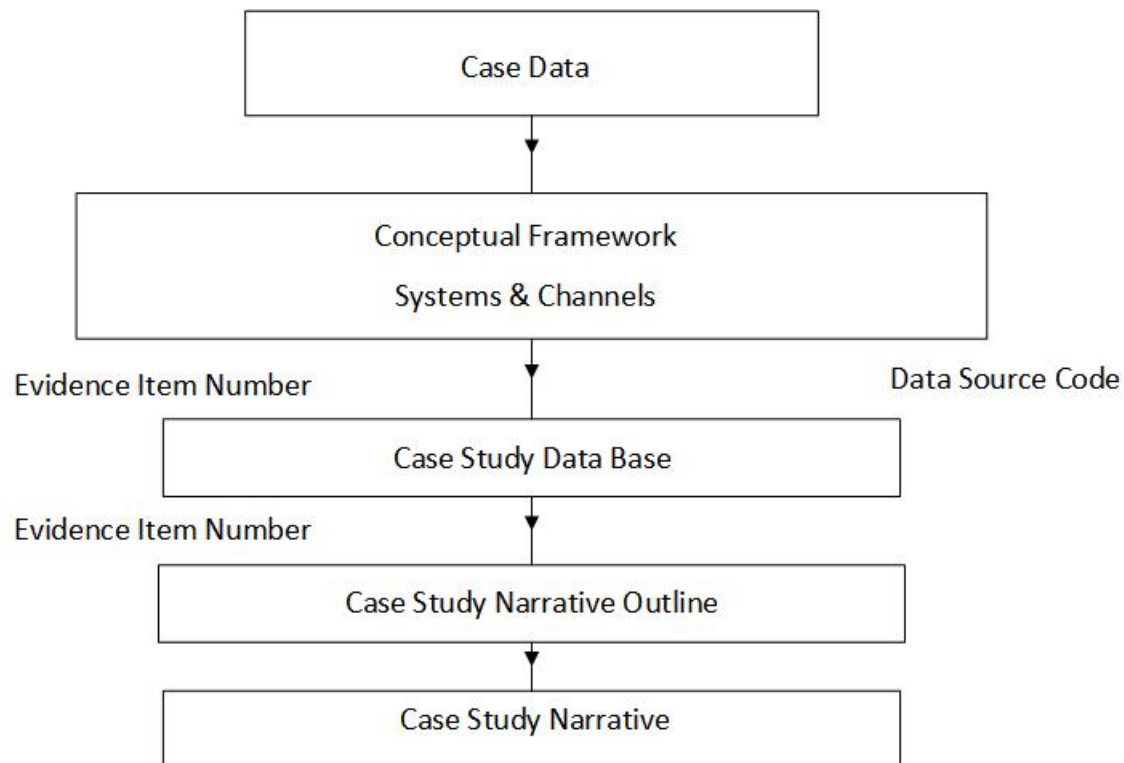 Case Data
Conceptual Framework
Systems & Channels
Evidence Item Number
Data Source Code
Case Study Data Base
Evidence Item Number
Case Study Narrative Outline
Case Study Narrative